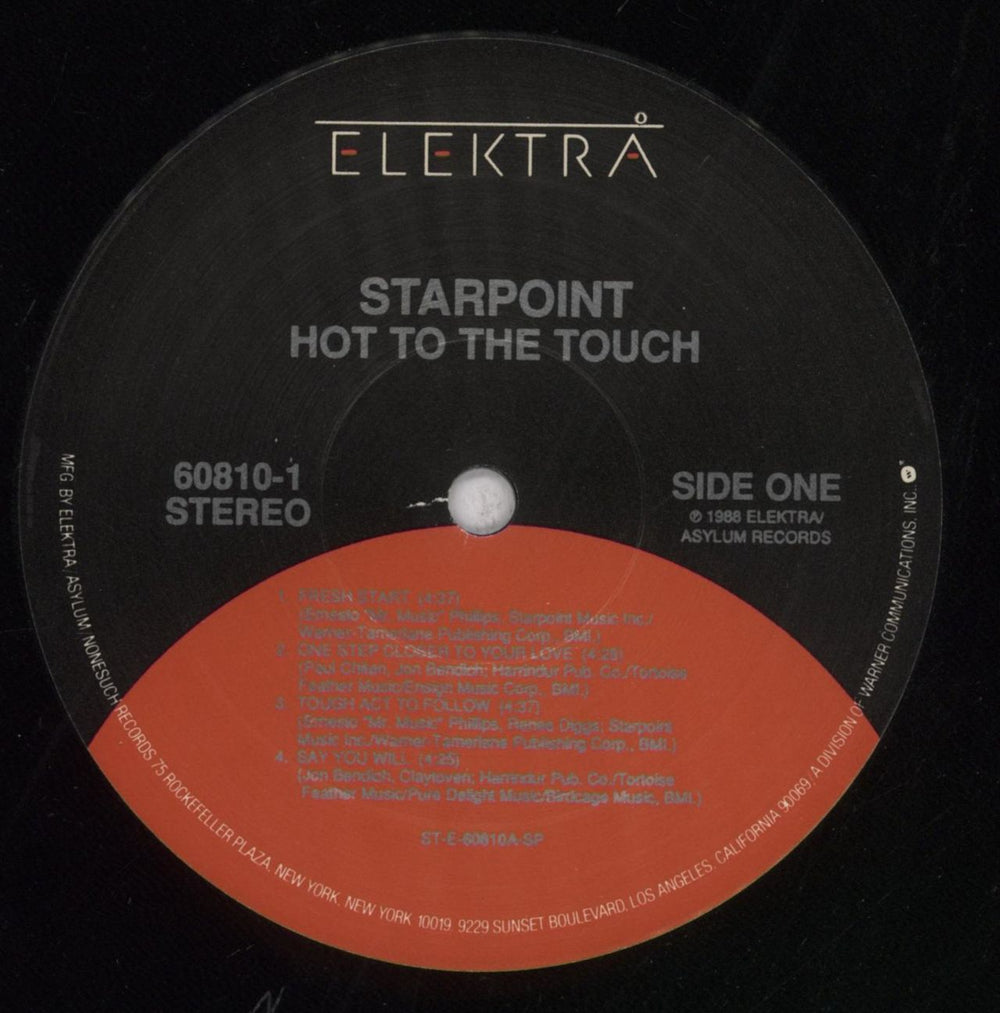 ELEKTRA
STARPOINT
HOT TO THE TOUCH
60810-1
STEREO
SIDE ONE
℗ 1988 ELEKTRA/
ASYLUM RECORDS
1. FRESH START (4:37)
(Ernesto "Mr. Music" Phillips, Starpoint Music Inc./
Warner-Tamerlane Publishing Corp., BMI.)
2. ONE STEP CLOSER TO YOUR LOVE (4:28)
(Paul Chiten, Jon Bendich; Harrindur Pub. Co./Tortoise
Feather Music/Ensign Music Corp., BMI.)
3. TOUGH ACT TO FOLLOW (4:37)
(Ernesto "Mr. Music" Phillips, Renee Diggs; Starpoint
Music Inc./Warner-Tamerlane Publishing Corp., BMI.)
4. SAY YOU WILL (4:25)
(Jon Bendich, Claytoven; Harrindur Pub. Co./Tortoise
Feather Music/Pure Delight Music/Birdcage Music, BMI.)
ST-E-60810A-SP
MFG. BY ELEKTRA/ASYLUM/NONESUCH RECORDS 75 ROCKEFELLER PLAZA, NEW YORK, NEW YORK 10019. 9229 SUNSET BOULEVARD, LOS ANGELES, CALIFORNIA 90069. A DIVISION OF WARNER COMMUNICATIONS, INC.